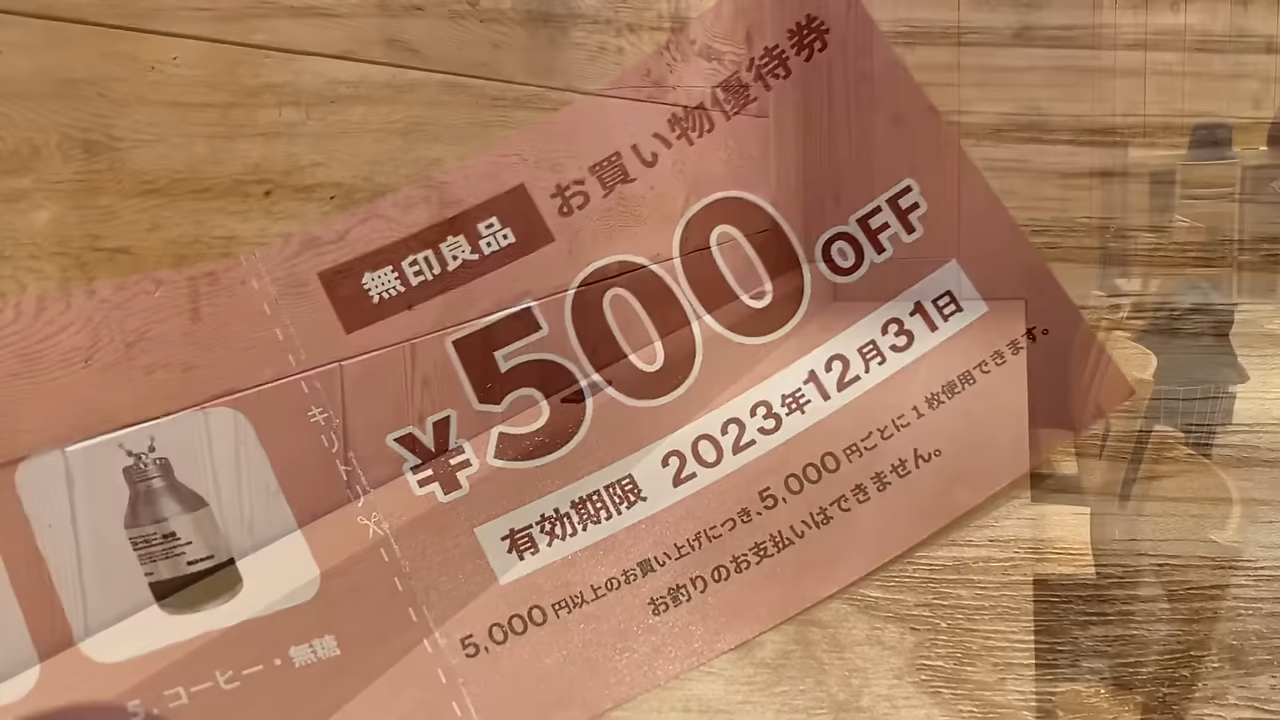 お買い物優待券
無印良品
¥500 OFF
有効期限 2023年12月31日
5,000円以上のお買い上げにつき、5,000円ごとに1枚使用できます。
お釣りのお支払いはできません。
キリトリ
5. コーヒー・無糖